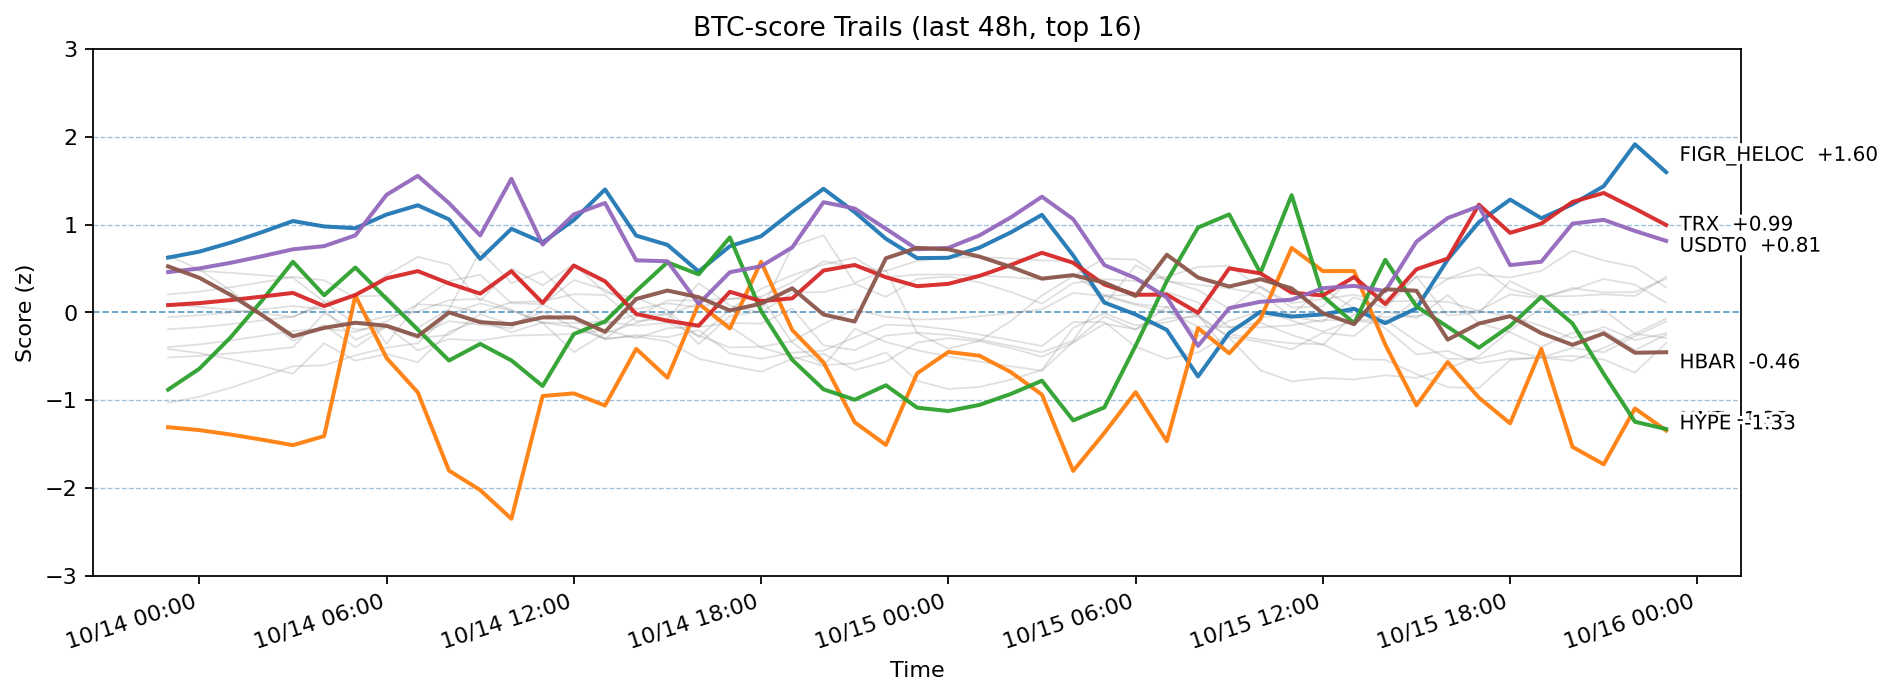 BTC-score Trails (last 48h, top 16)
Score (z)
3
2
1
0
−1
−2
−3
FIGR_HELOC +1.60
TRX +0.99
USDT0 +0.81
HBAR -0.46
HYPE -1.33
10/14 00:00
10/14 06:00
10/14 12:00
10/14 18:00
10/15 00:00
10/15 06:00
10/15 12:00
10/15 18:00
10/16 00:00
Time